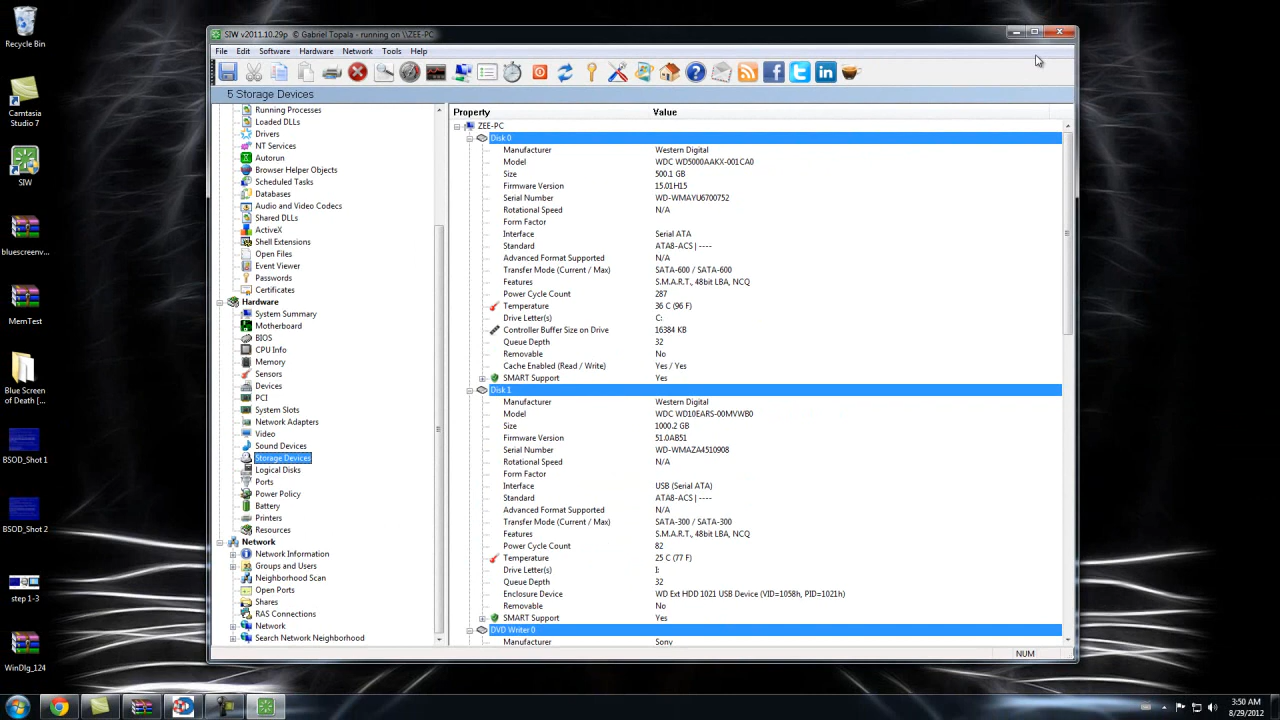 Recycle Bin
Camtasia
Studio 7
SIW
bluescreenv...
MemTest
Blue Screen
of Death [...
BSOD_Shot 1
BSOD_Shot 2
step 1-3
WinDlg_124
SIW v2011.10.29p © Gabriel Topala - running on \\ZEE-PC
File Edit Software Hardware Network Tools Help
5 Storage Devices
Running Processes
Loaded DLLs
Drivers
NT Services
Autorun
Browser Helper Objects
Scheduled Tasks
Databases
Audio and Video Codecs
Shared DLLs
ActiveX
Shell Extensions
Open Files
Event Viewer
Passwords
Certificates
Hardware
System Summary
Motherboard
BIOS
CPU Info
Memory
Sensors
Devices
PCI
System Slots
Network Adapters
Video
Sound Devices
Storage Devices
Logical Disks
Ports
Power Policy
Battery
Printers
Resources
Network
Network Information
Groups and Users
Neighborhood Scan
Open Ports
Shares
RAS Connections
Network
Search Network Neighborhood
Property Value
ZEE-PC
Disk 0
Manufacturer Western Digital
Model WDC WD5000AAKX-001CA0
Size 500.1 GB
Firmware Version 15.01H15
Serial Number WD-WMAYU6700752
Rotational Speed N/A
Form Factor
Interface Serial ATA
Standard ATA8-ACS | ----
Advanced Format Supported N/A
Transfer Mode (Current / Max) SATA-600 / SATA-600
Features S.M.A.R.T., 48bit LBA, NCQ
Power Cycle Count 287
Temperature 36 C (96 F)
Drive Letter(s) C:
Controller Buffer Size on Drive 16384 KB
Queue Depth 32
Removable No
Cache Enabled (Read / Write) Yes / Yes
SMART Support Yes
Disk 1
Manufacturer Western Digital
Model WDC WD10EARS-00MVWB0
Size 1000.2 GB
Firmware Version 51.0AB51
Serial Number WD-WMAZA4510908
Rotational Speed N/A
Form Factor
Interface USB (Serial ATA)
Standard ATA8-ACS | ----
Advanced Format Supported N/A
Transfer Mode (Current / Max) SATA-300 / SATA-300
Features S.M.A.R.T., 48bit LBA, NCQ
Power Cycle Count 82
Temperature 25 C (77 F)
Drive Letter(s) I:
Queue Depth 32
Enclosure Device WD Ext HDD 1021 USB Device (VID=1058h, PID=1021h)
Removable No
SMART Support Yes
DVD Writer 0
Manufacturer Sony
NUM
3:50 AM
8/29/2012